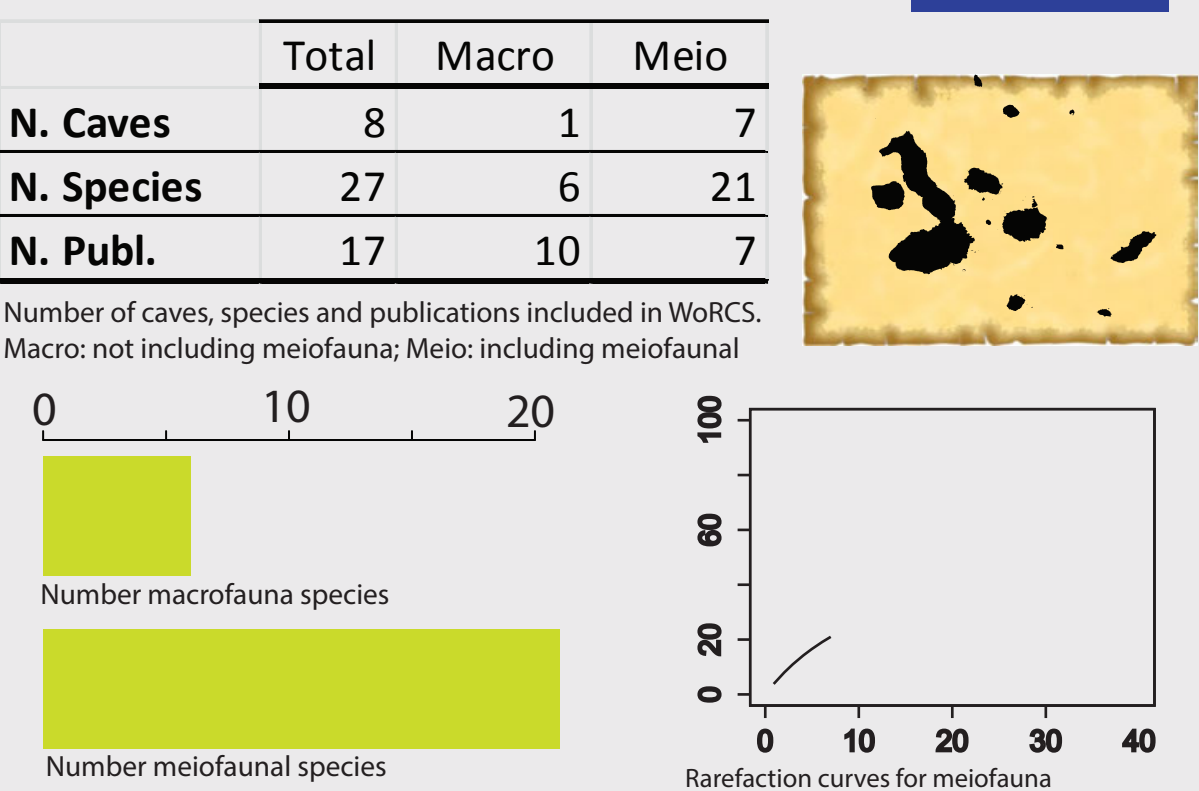 Total Macro Meio
N. Caves 8 1 7
N. Species 27 6 21
N. Publ. 17 10 7
Number of caves, species and publications included in WoRCS.
Macro: not including meiofauna; Meio: including meiofaunal
0 10 20
Number macrofauna species
Number meiofaunal species
100
60
20
0
0 10 20 30 40
Rarefaction curves for meiofauna